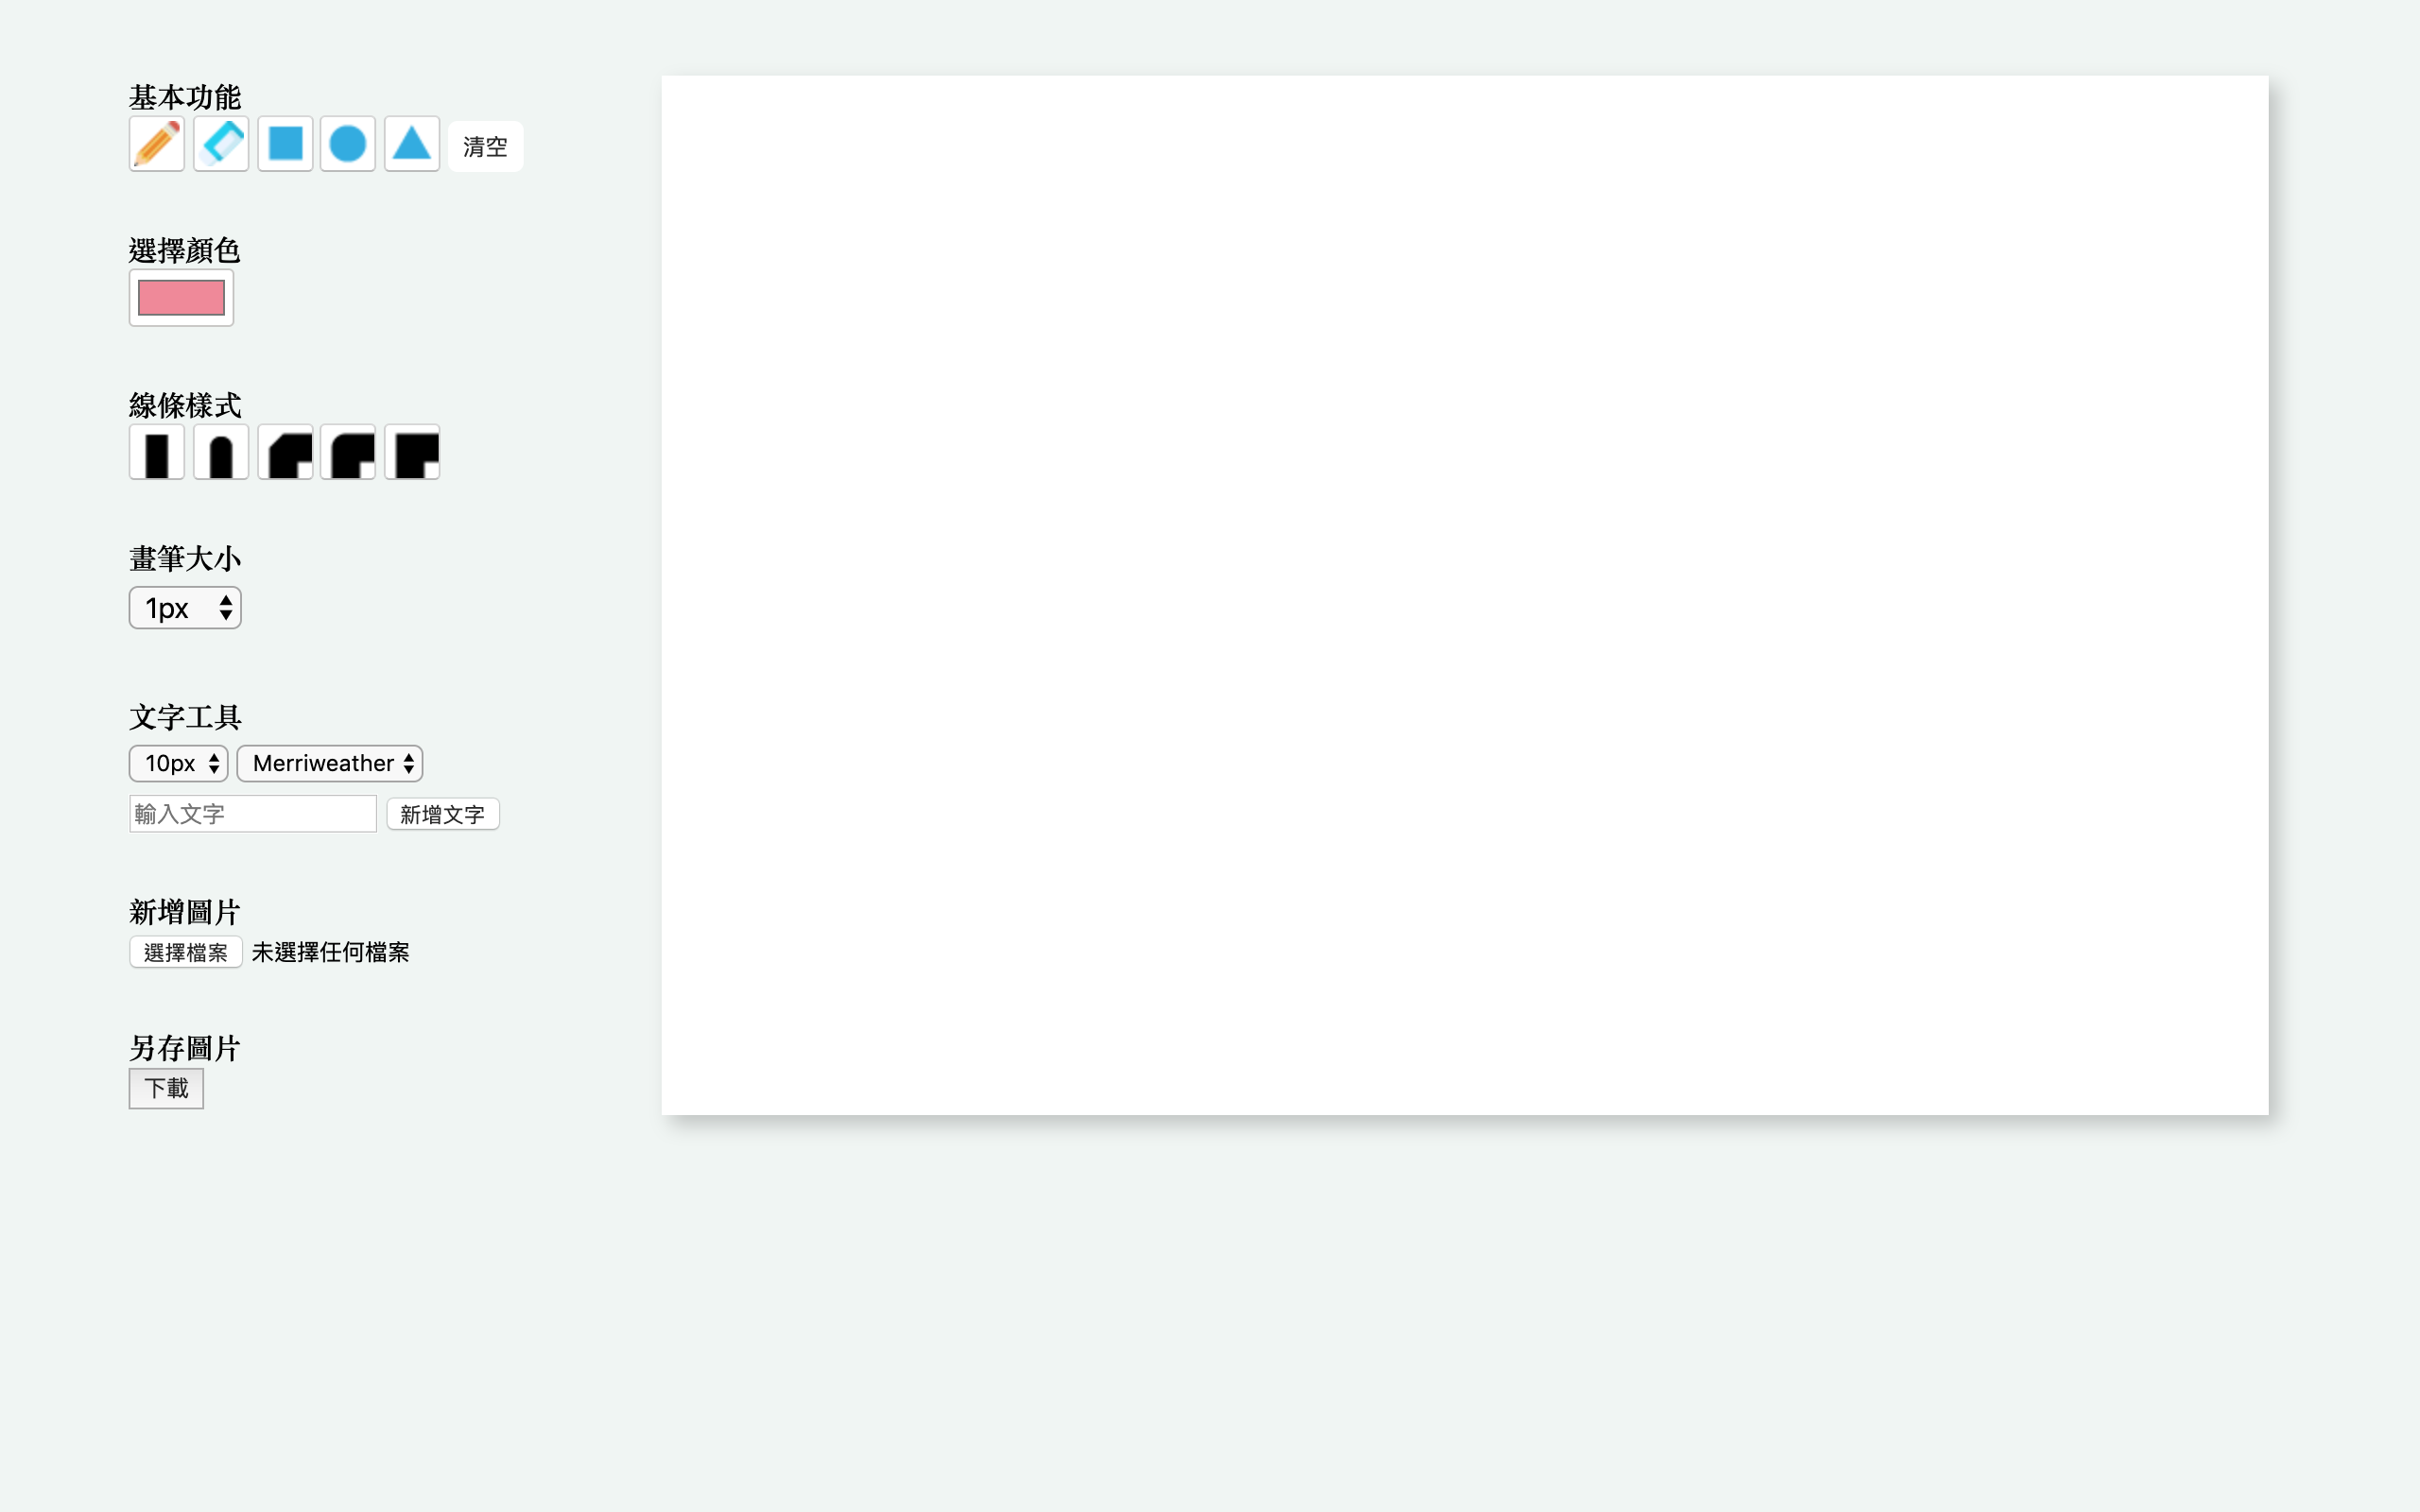 基本功能
清空
選擇顏色
線條樣式
畫筆大小
1px
文字工具
10px Merriweather
輸入文字 新增文字
新增圖片
選擇檔案 未選擇任何檔案
另存圖片
下載